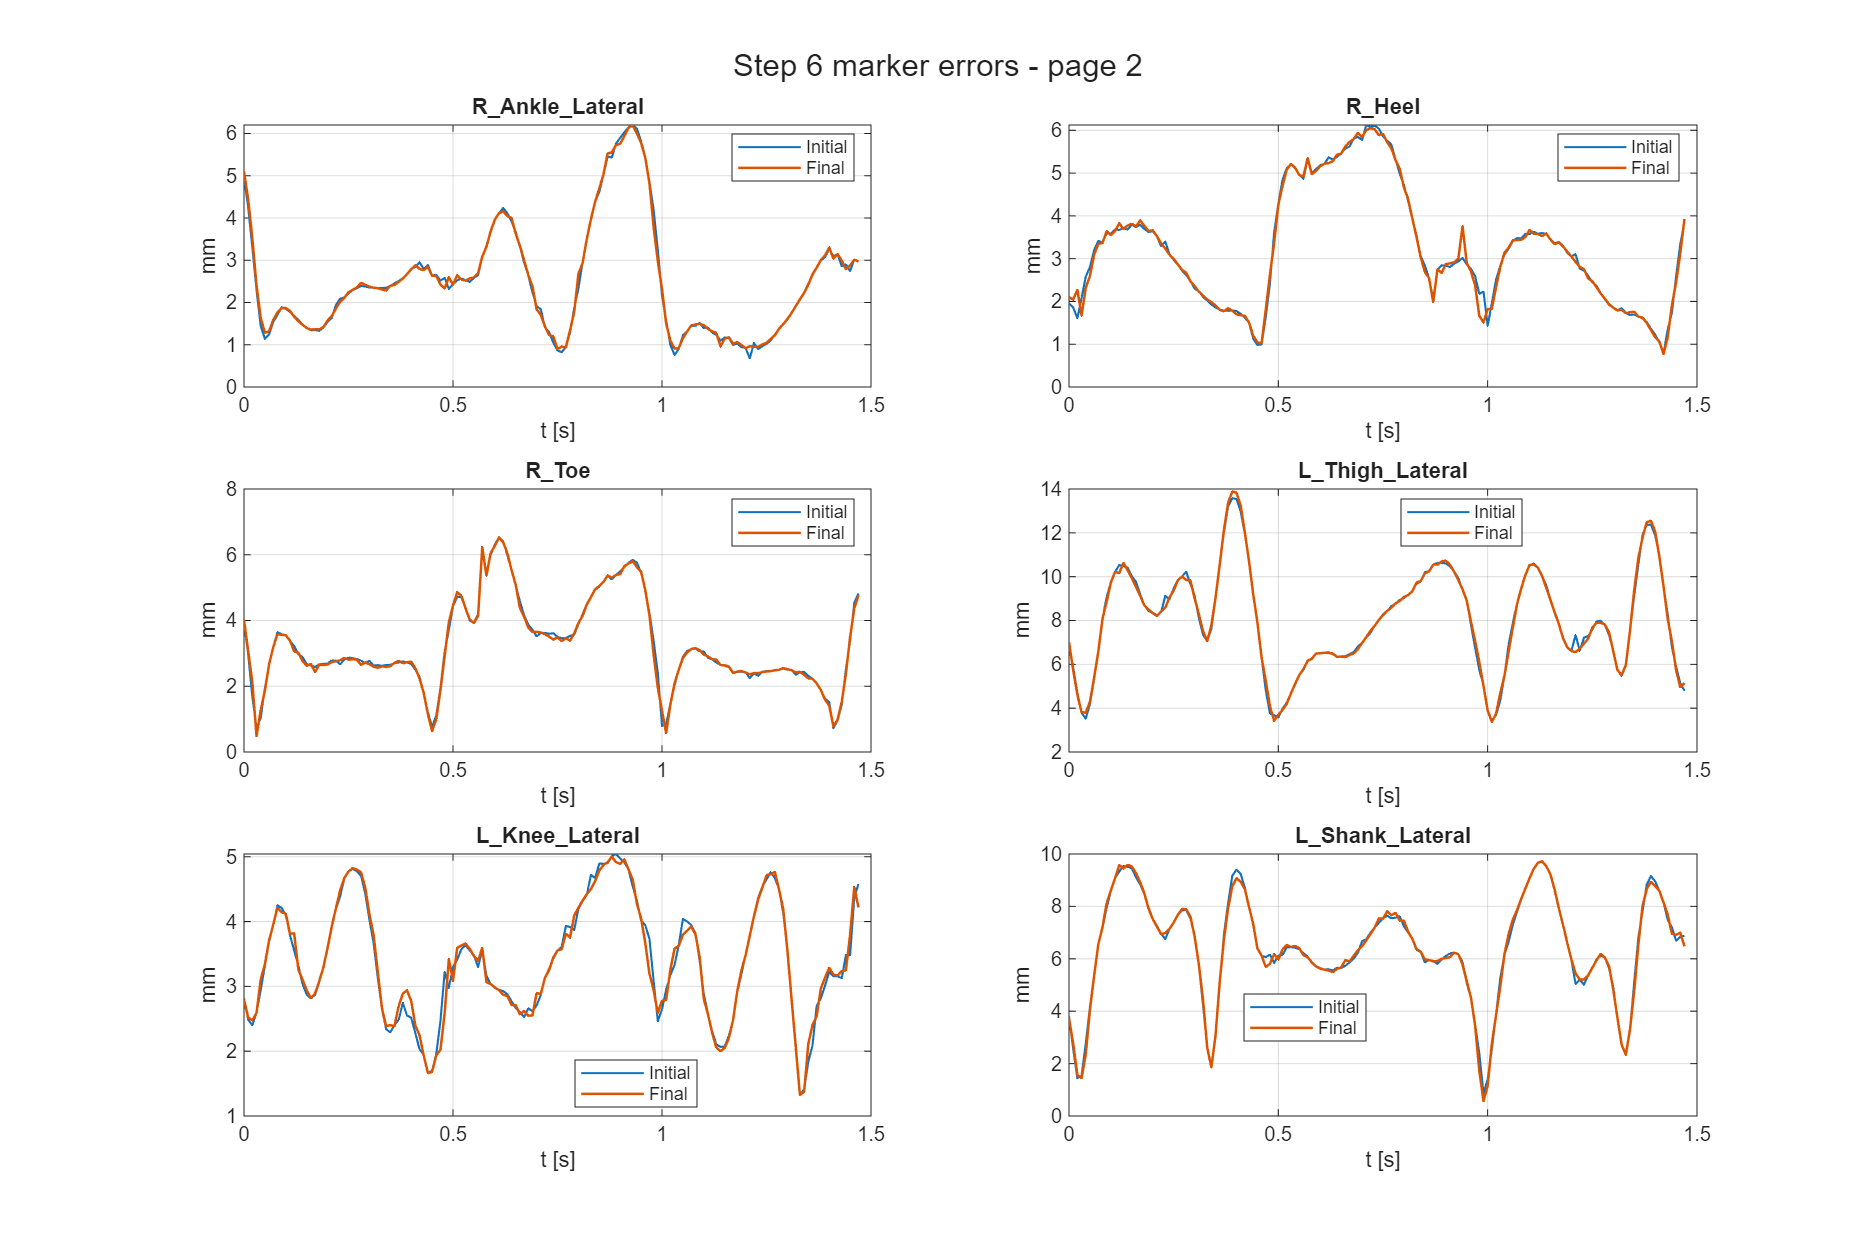 Step 6 marker errors - page 2
R_Ankle_Lateral
6
5
4
3
2
1
0
mm
0 0.5 1 1.5
t [s]
Initial
Final
R_Heel
6
5
4
3
2
1
0
mm
0 0.5 1 1.5
t [s]
Initial
Final
R_Toe
8
6
4
2
0
mm
0 0.5 1 1.5
t [s]
Initial
Final
L_Thigh_Lateral
14
12
10
8
6
4
2
mm
0 0.5 1 1.5
t [s]
Initial
Final
L_Knee_Lateral
5
4
3
2
1
mm
0 0.5 1 1.5
t [s]
Initial
Final
L_Shank_Lateral
10
8
6
4
2
0
mm
0 0.5 1 1.5
t [s]
Initial
Final